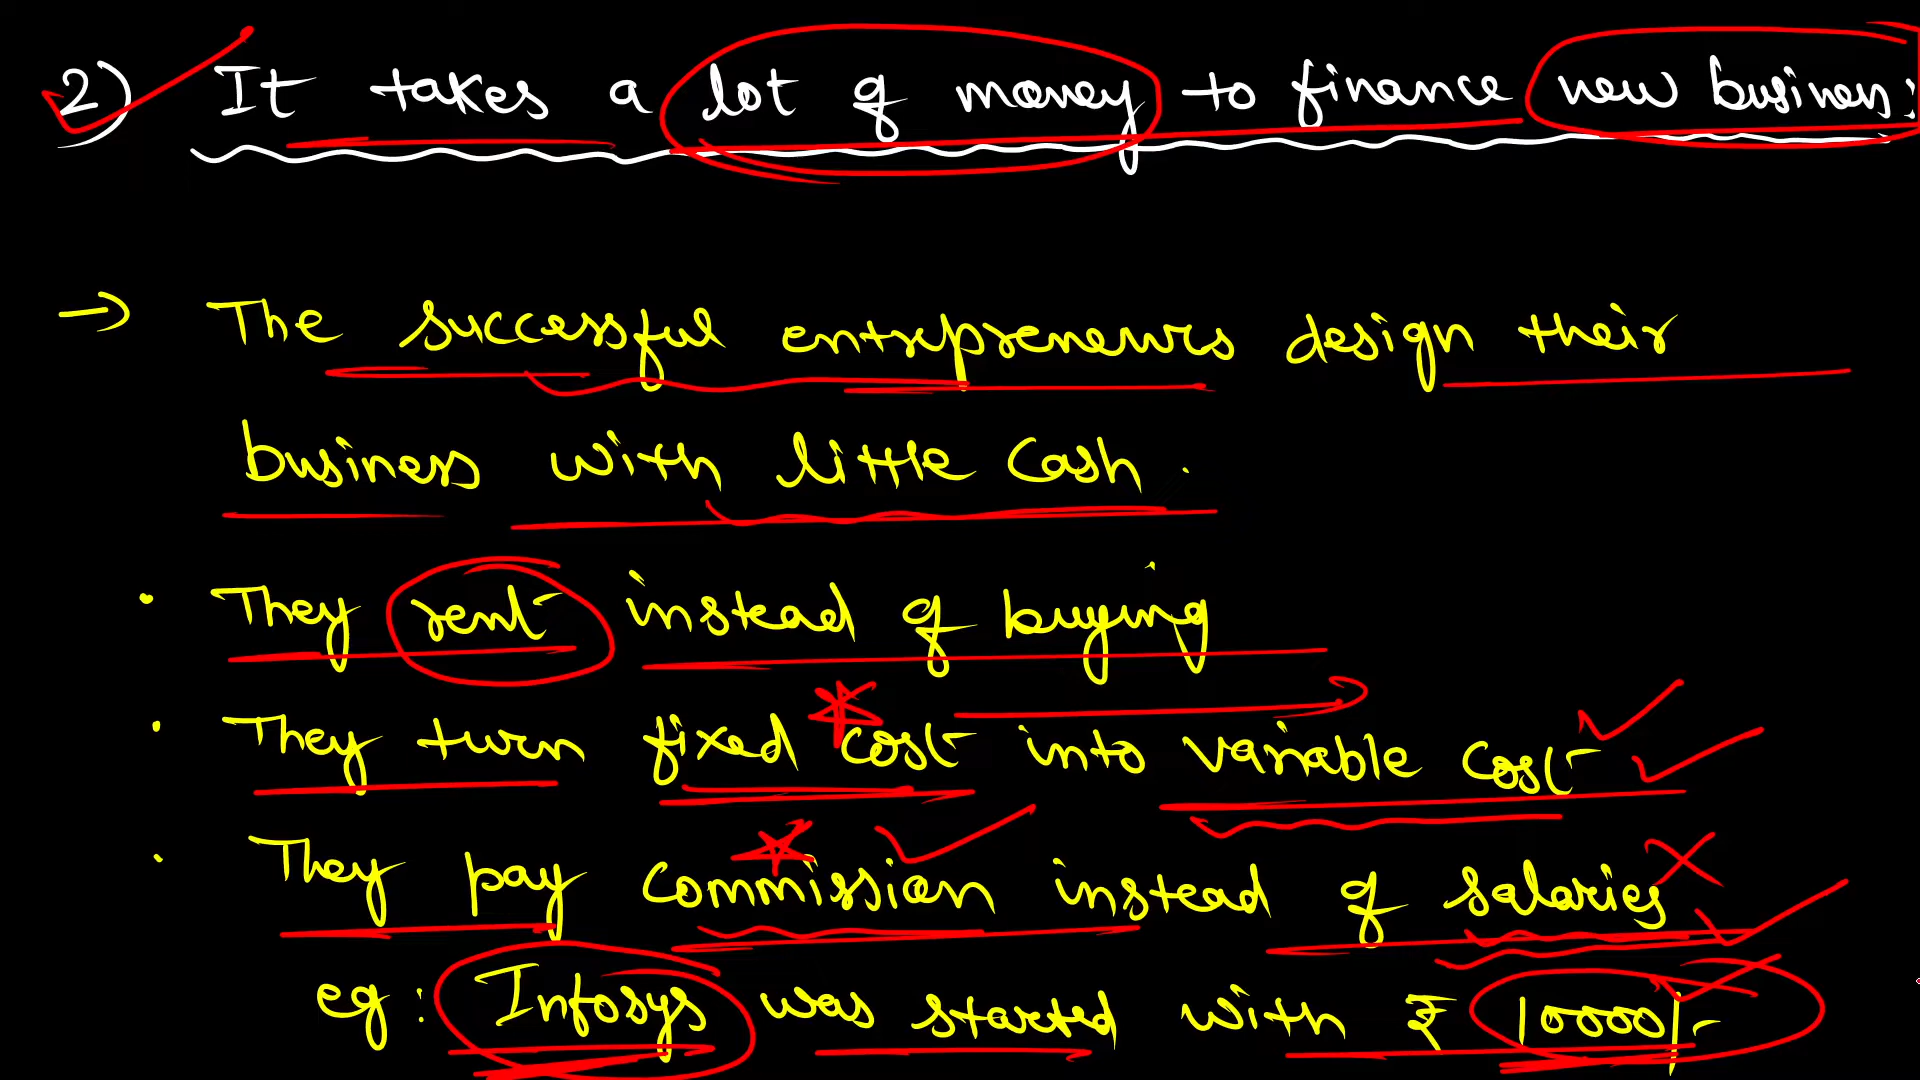 2) It takes a lot of money to finance new business:
→ The successful entrepreneurs design their
business with little cash.
· They rent instead of buying
· They turn fixed cost into variable cost
· They pay commission instead of salaries
eg: Infosys was started with ₹ 10000/-